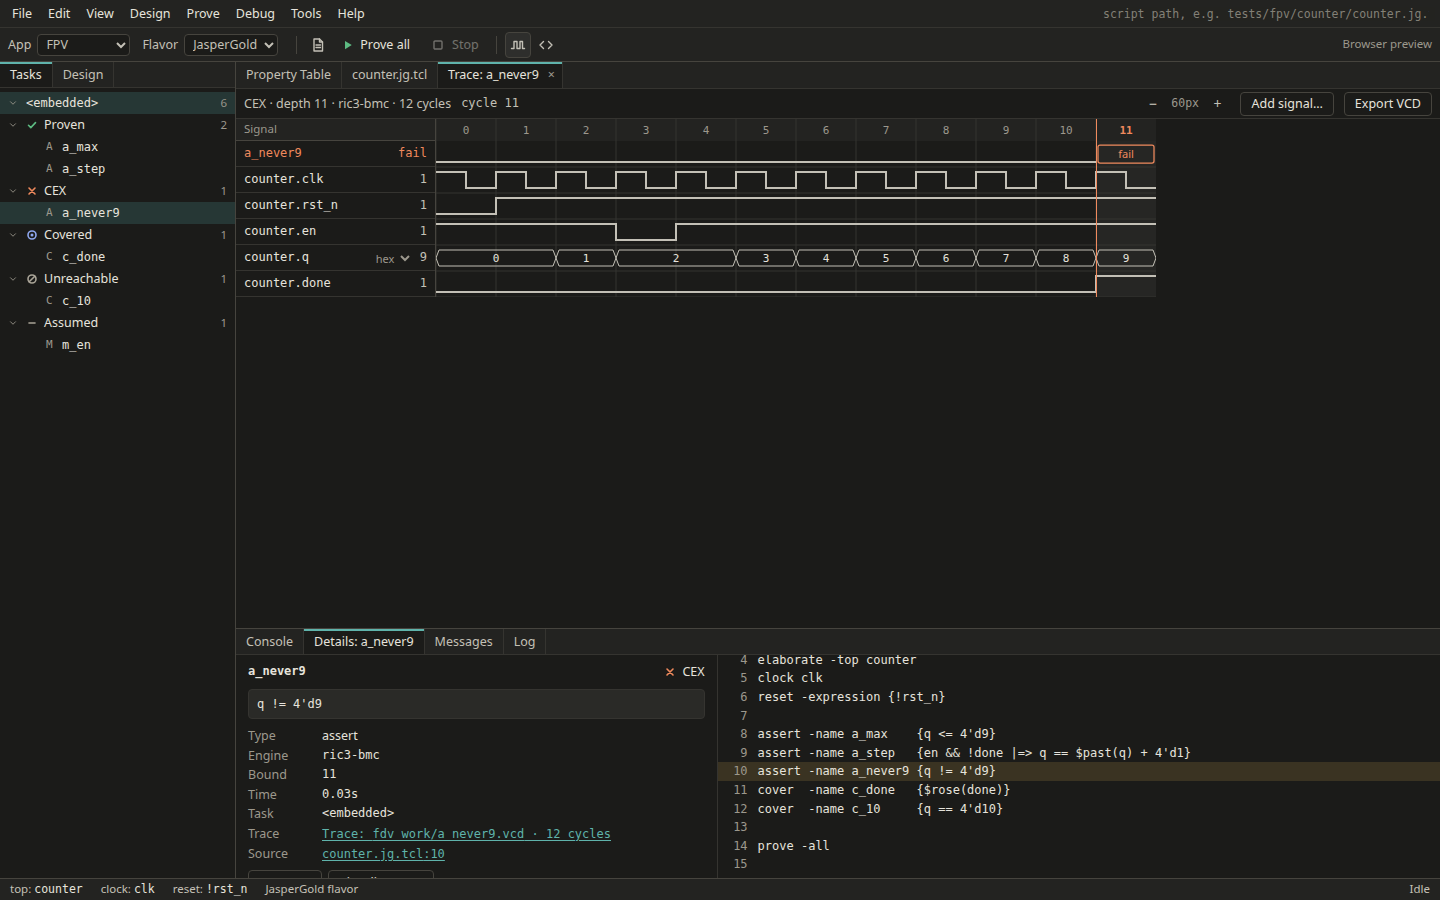 File Edit View Design Prove Debug Tools Help script path, e.g. tests/fpv/counter/counter.jg.
App FPV Flavor JasperGold Prove all Stop Browser preview
Tasks Design
<embedded> 6
Proven 2
A a_max
A a_step
CEX 1
A a_never9
Covered 1
C c_done
Unreachable 1
C c_10
Assumed 1
M m_en
Property Table counter.jg.tcl Trace: a_never9 ×
CEX · depth 11 · ric3-bmc · 12 cycles cycle 11 − 60px + Add signal... Export VCD
Signal 0 1 2 3 4 5 6 7 8 9 10 11
a_never9 fail fail
counter.clk 1
counter.rst_n 1
counter.en 1
counter.q hex 9 0 1 2 3 4 5 6 7 8 9
counter.done 1
Console Details: a_never9 Messages Log
a_never9 CEX
q != 4'd9
Type assert
Engine ric3-bmc
Bound 11
Time 0.03s
Task <embedded>
Trace Trace: fdv_work/a_never9.vcd · 12 cycles
Source counter.jg.tcl:10
4 elaborate -top counter
5 clock clk
6 reset -expression {!rst_n}
7
8 assert -name a_max {q <= 4'd9}
9 assert -name a_step {en && !done |=> q == $past(q) + 4'd1}
10 assert -name a_never9 {q != 4'd9}
11 cover -name c_done {$rose(done)}
12 cover -name c_10 {q == 4'd10}
13
14 prove -all
15
top: counter clock: clk reset: !rst_n JasperGold flavor Idle